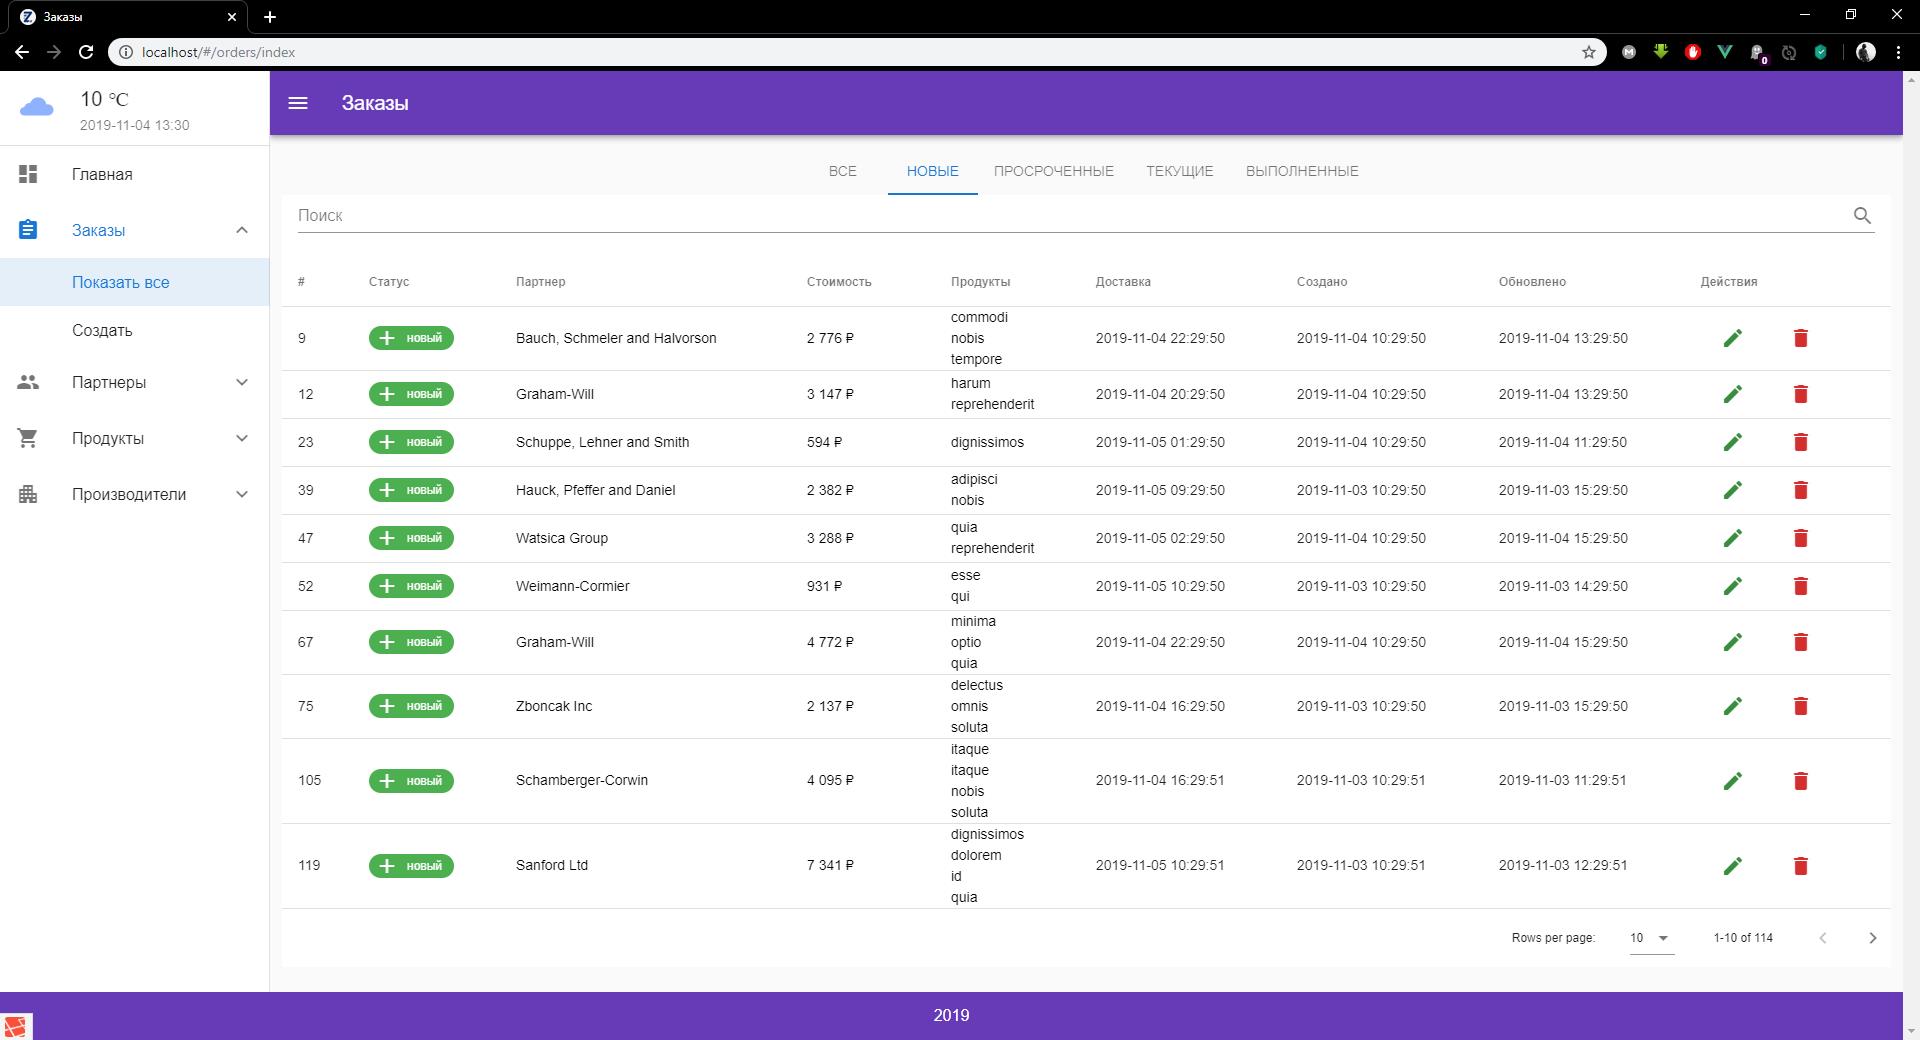 Заказы
localhost/#/orders/index
0
10 °C
2019-11-04 13:30
Заказы
Главная
Заказы
Показать все
Создать
Партнеры
Продукты
Производители
ВСЕ НОВЫЕ ПРОСРОЧЕННЫЕ ТЕКУЩИЕ ВЫПОЛНЕННЫЕ
Поиск
# Статус Партнер Стоимость Продукты Доставка Создано Обновлено Действия
9 новый Bauch, Schmeler and Halvorson 2 776 ₽ commodi 2019-11-04 22:29:50 2019-11-04 10:29:50 2019-11-04 13:29:50
nobis
tempore
12 новый Graham-Will 3 147 ₽ harum 2019-11-04 20:29:50 2019-11-04 10:29:50 2019-11-04 13:29:50
reprehenderit
23 новый Schuppe, Lehner and Smith 594 ₽ dignissimos 2019-11-05 01:29:50 2019-11-04 10:29:50 2019-11-04 11:29:50
39 новый Hauck, Pfeffer and Daniel 2 382 ₽ adipisci 2019-11-05 09:29:50 2019-11-03 10:29:50 2019-11-03 15:29:50
nobis
47 новый Watsica Group 3 288 ₽ quia 2019-11-05 02:29:50 2019-11-04 10:29:50 2019-11-04 15:29:50
reprehenderit
52 новый Weimann-Cormier 931 ₽ esse 2019-11-05 10:29:50 2019-11-03 10:29:50 2019-11-03 14:29:50
qui
67 новый Graham-Will 4 772 ₽ minima 2019-11-04 22:29:50 2019-11-04 10:29:50 2019-11-04 15:29:50
optio
quia
75 новый Zboncak Inc 2 137 ₽ delectus 2019-11-04 16:29:50 2019-11-03 10:29:50 2019-11-03 15:29:50
omnis
soluta
105 новый Schamberger-Corwin 4 095 ₽ itaque 2019-11-04 16:29:51 2019-11-03 10:29:51 2019-11-03 11:29:51
itaque
nobis
soluta
119 новый Sanford Ltd 7 341 ₽ dignissimos 2019-11-05 10:29:51 2019-11-03 10:29:51 2019-11-03 12:29:51
dolorem
id
quia
Rows per page: 10 1-10 of 114
2019